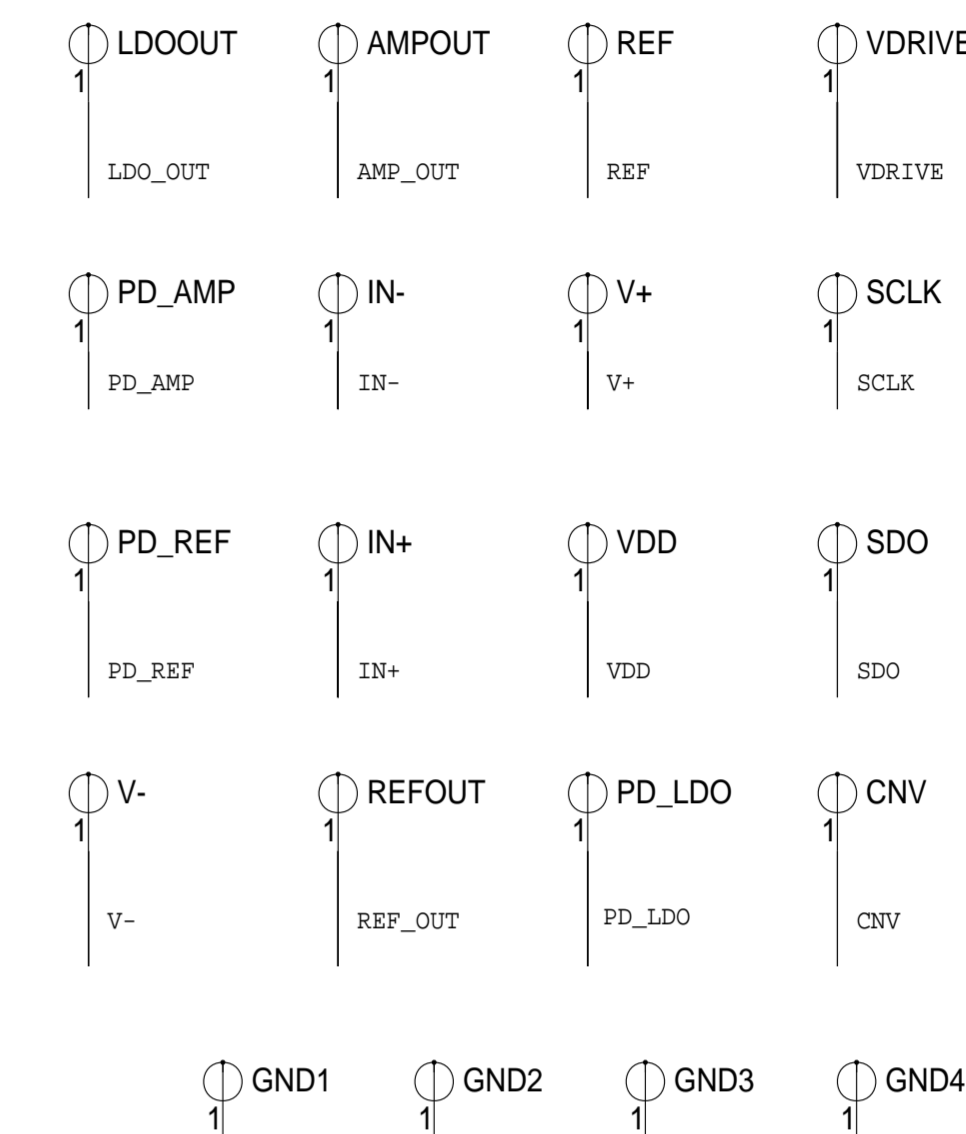 LDOOUT AMPOUT REF VDRIVE
1 1 1 1
LDO_OUT AMP_OUT REF VDRIVE
PD_AMP IN- V+ SCLK
1 1 1 1
PD_AMP IN- V+ SCLK
PD_REF IN+ VDD SDO
1 1 1 1
PD_REF IN+ VDD SDO
V- REFOUT PD_LDO CNV
1 1 1 1
V- REF_OUT PD_LDO CNV
GND1 GND2 GND3 GND4
1 1 1 1